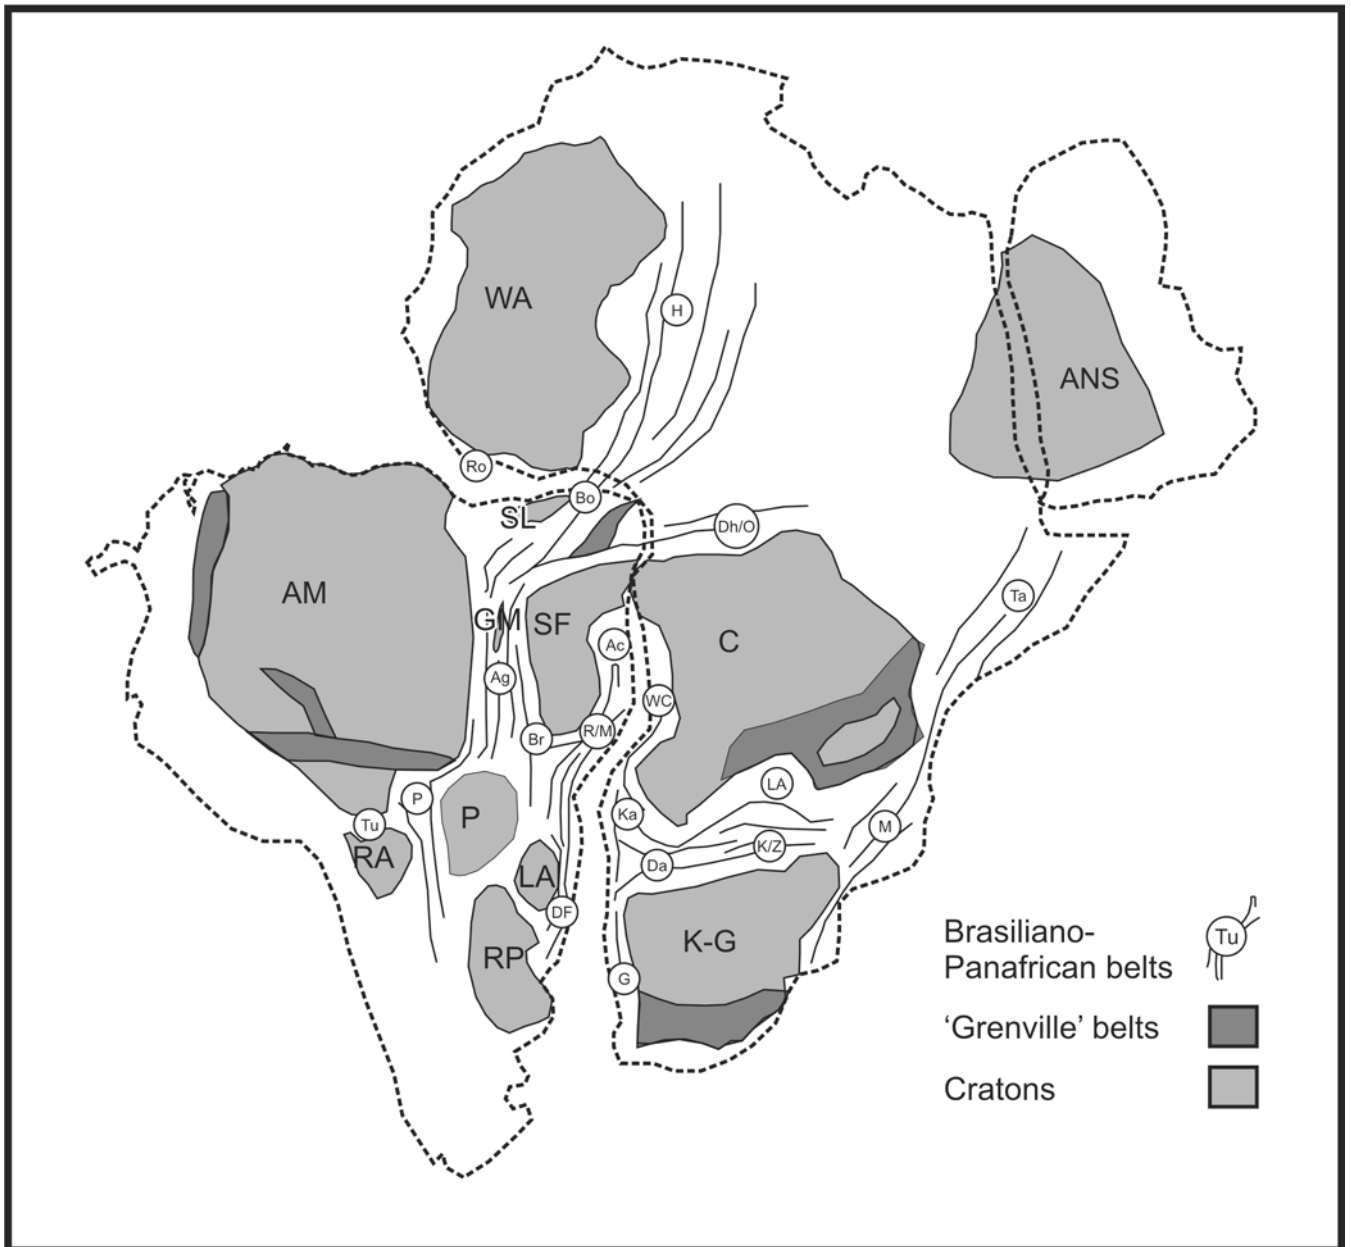 WA
H
ANS
Ro
Bo
SL
Dh/O
AM
Ta
GM
SF
Ac
C
Ag
WC
Br
R/M
LA
P
P
Ka
Tu
M
RA
K/Z
Da
LA
DF
K-G
RP
G
Brasiliano-
Panafrican belts
Tu
‘Grenville’ belts
Cratons